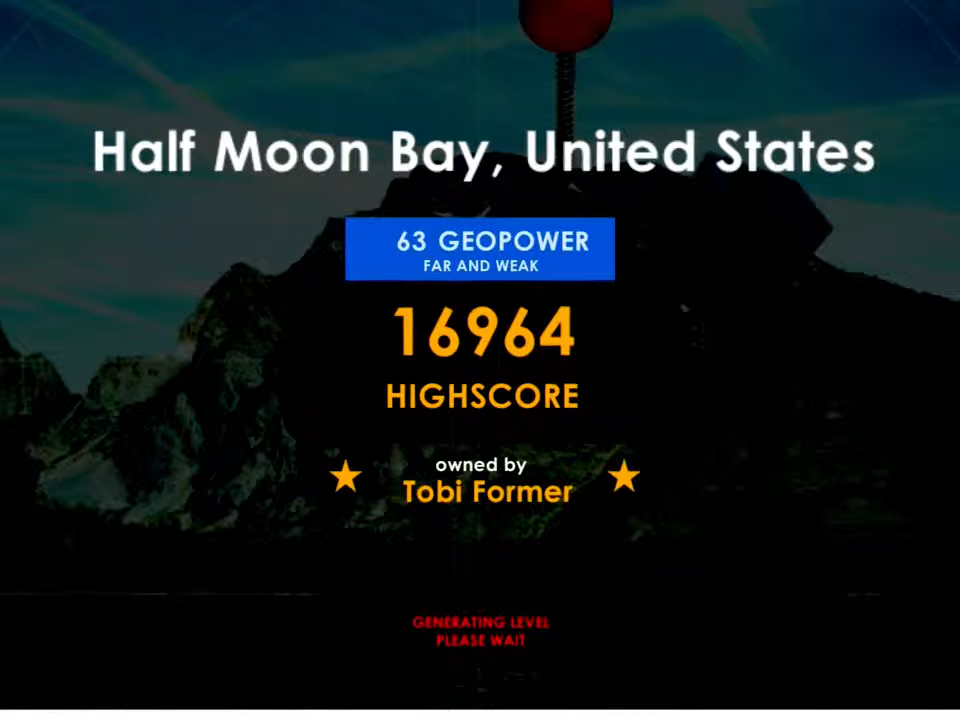 Half Moon Bay, United States
63 GEOPOWER
FAR AND WEAK
16964
HIGHSCORE
owned by
Tobi Former
GENERATING LEVEL
PLEASE WAIT